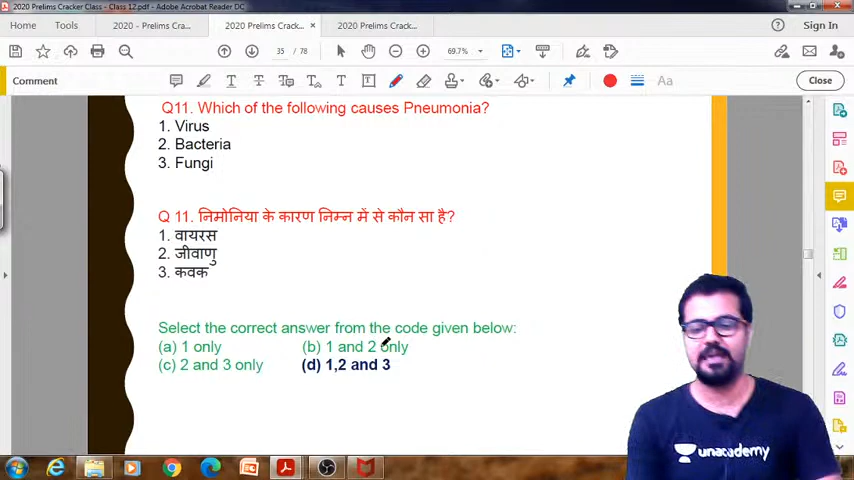 2020 Prelims Cracker Class - Class 12.pdf - Adobe Acrobat Reader DC
Home Tools 2020 - Prelims Cra... 2020 Prelims Crack... × 2020 Prelims Crack... Sign In
35 / 78 69.7%
Comment Aa Close
Q11. Which of the following causes Pneumonia?
1. Virus
2. Bacteria
3. Fungi
Q 11. निमोनिया के कारण निम्न में से कौन सा है?
1. वायरस
2. जीवाणु
3. कवक
Select the correct answer from the code given below:
(a) 1 only (b) 1 and 2 only
(c) 2 and 3 only (d) 1,2 and 3
unacademy